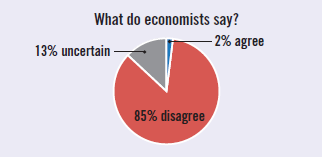 What do economists say?
2% agree
13% uncertain
85% disagree